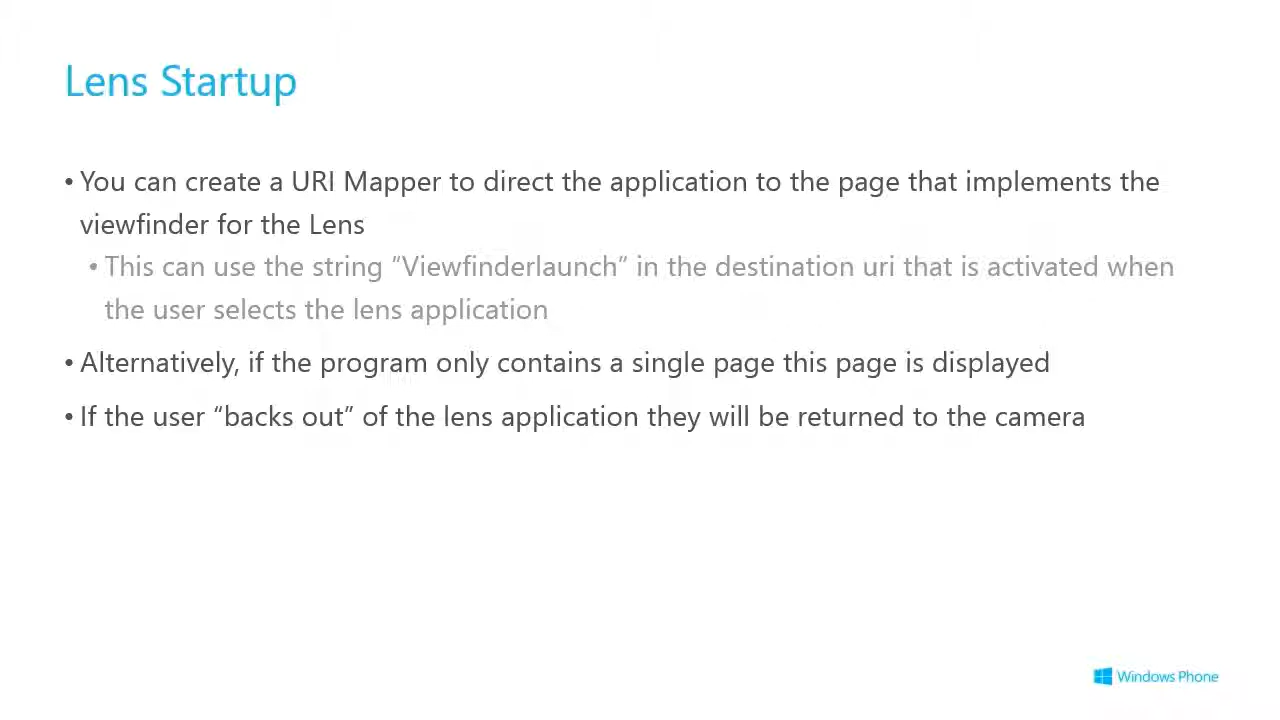 Lens Startup
• You can create a URI Mapper to direct the application to the page that implements the
viewfinder for the Lens
• This can use the string “Viewfinderlaunch” in the destination uri that is activated when
the user selects the lens application
• Alternatively, if the program only contains a single page this page is displayed
• If the user “backs out” of the lens application they will be returned to the camera
Windows Phone